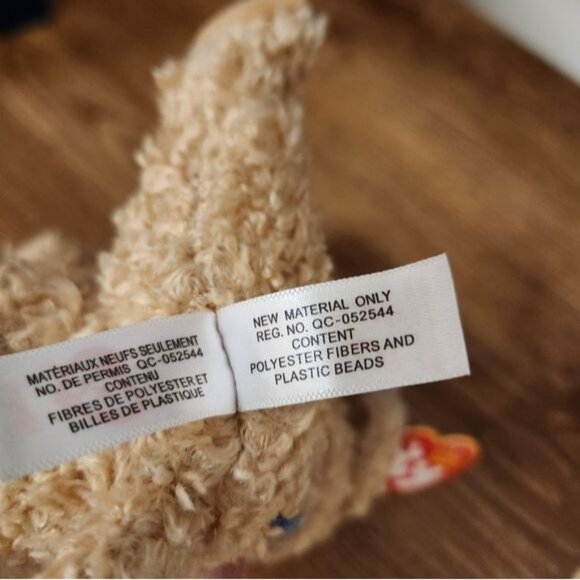 MATÉRIAUX NEUFS SEULEMENT
NO. DE PERMIS QC-052544
CONTENU
FIBRES DE POLYESTER ET
BILLES DE PLASTIQUE
NEW MATERIAL ONLY
REG. NO. QC-052544
CONTENT
POLYESTER FIBERS AND
PLASTIC BEADS
ty